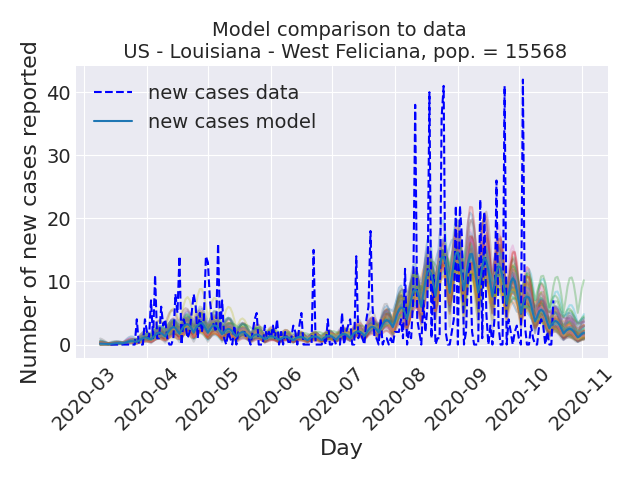 Model comparison to data
US - Louisiana - West Feliciana, pop. = 15568
Number of new cases reported
40
30
20
10
0
new cases data
new cases model
2020-03
2020-04
2020-05
2020-06
2020-07
2020-08
2020-09
2020-10
2020-11
Day